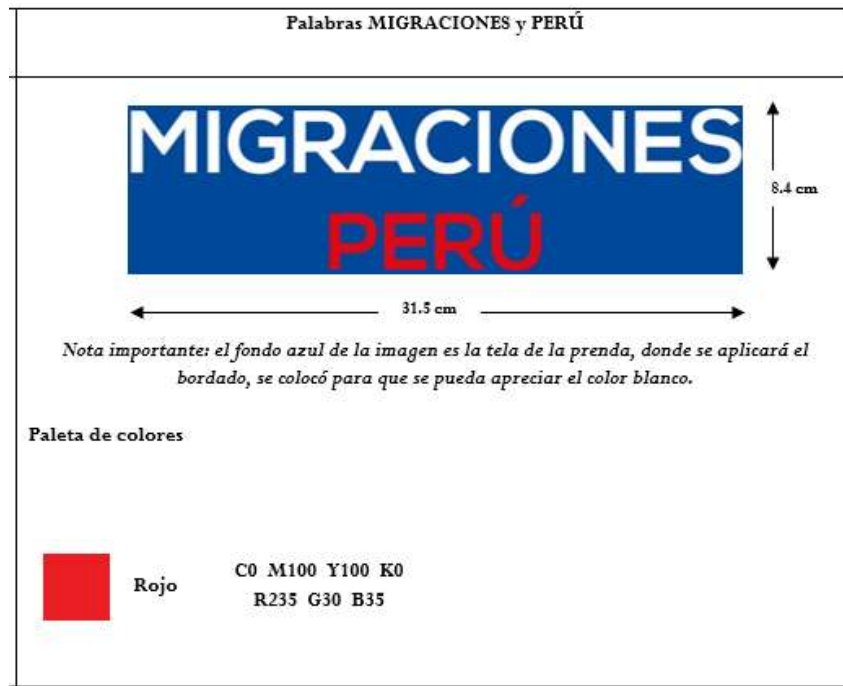 Palabras MIGRACIONES y PERÚ
MIGRACIONES
PERÚ
8.4 cm
31.5 cm
Nota importante: el fondo azul de la imagen es la tela de la prenda, donde se aplicará el
bordado, se colocó para que se pueda apreciar el color blanco.
Paleta de colores
Rojo
C0 M100 Y100 K0
R235 G30 B35